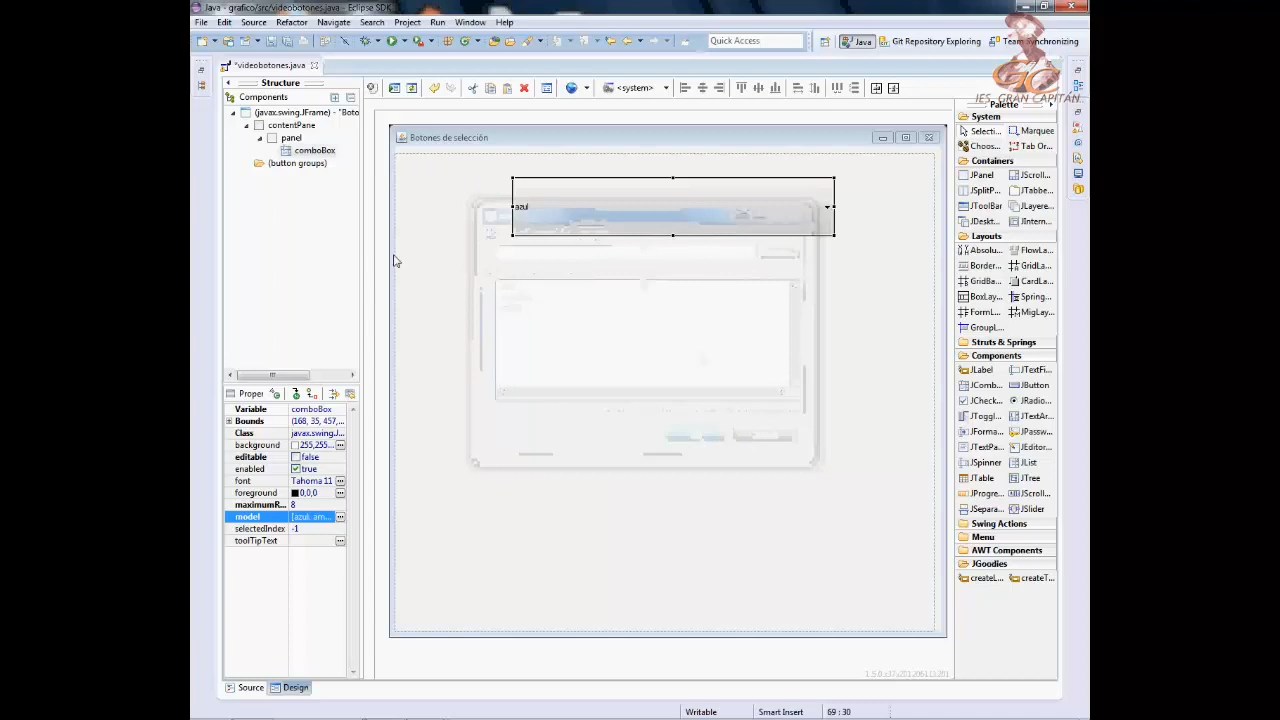 Java - grafico/src/videobotones.java - Eclipse SDK
File Edit Source Refactor Navigate Search Project Run Window Help
Quick Access
Java Git Repository Exploring Team Synchronizing
*videobotones.java
IES GRAN CAPITÁN
Structure
<system>
Components
Palette
(javax.swing.JFrame) - "Boto
contentPane
panel
comboBox
(button groups)
Botones de selección
azul
System
Selecti... Marquee
Choos... Tab Or...
Containers
JPanel JScroll...
JSplitP... JTabbe...
JToolBar JLayere...
JDeskt... JIntern...
Layouts
Absolu... FlowLa...
Border... GridLa...
GridBa... CardLa...
BoxLay... Spring...
FormL... MigLay...
GroupL...
Struts & Springs
Components
JLabel JTextFi...
JComb... JButton
JCheck... JRadio...
JToggl... JTextAr...
JForma... JPassw...
JTextPa... JEditor...
JSpinner JList
JTable JTree
JProgre... JScroll...
JSepara... JSlider
Swing Actions
Menu
AWT Components
JGoodies
createL... createT...
Proper
Variable comboBox
Bounds (168, 35, 457,...
Class javax.swing.J...
background 255,255...
editable false
enabled true
font Tahoma 11
foreground 0,0,0
maximumR... 8
model [azul, am...
selectedIndex -1
toolTipText
Source Design
Writable Smart Insert 69 : 30